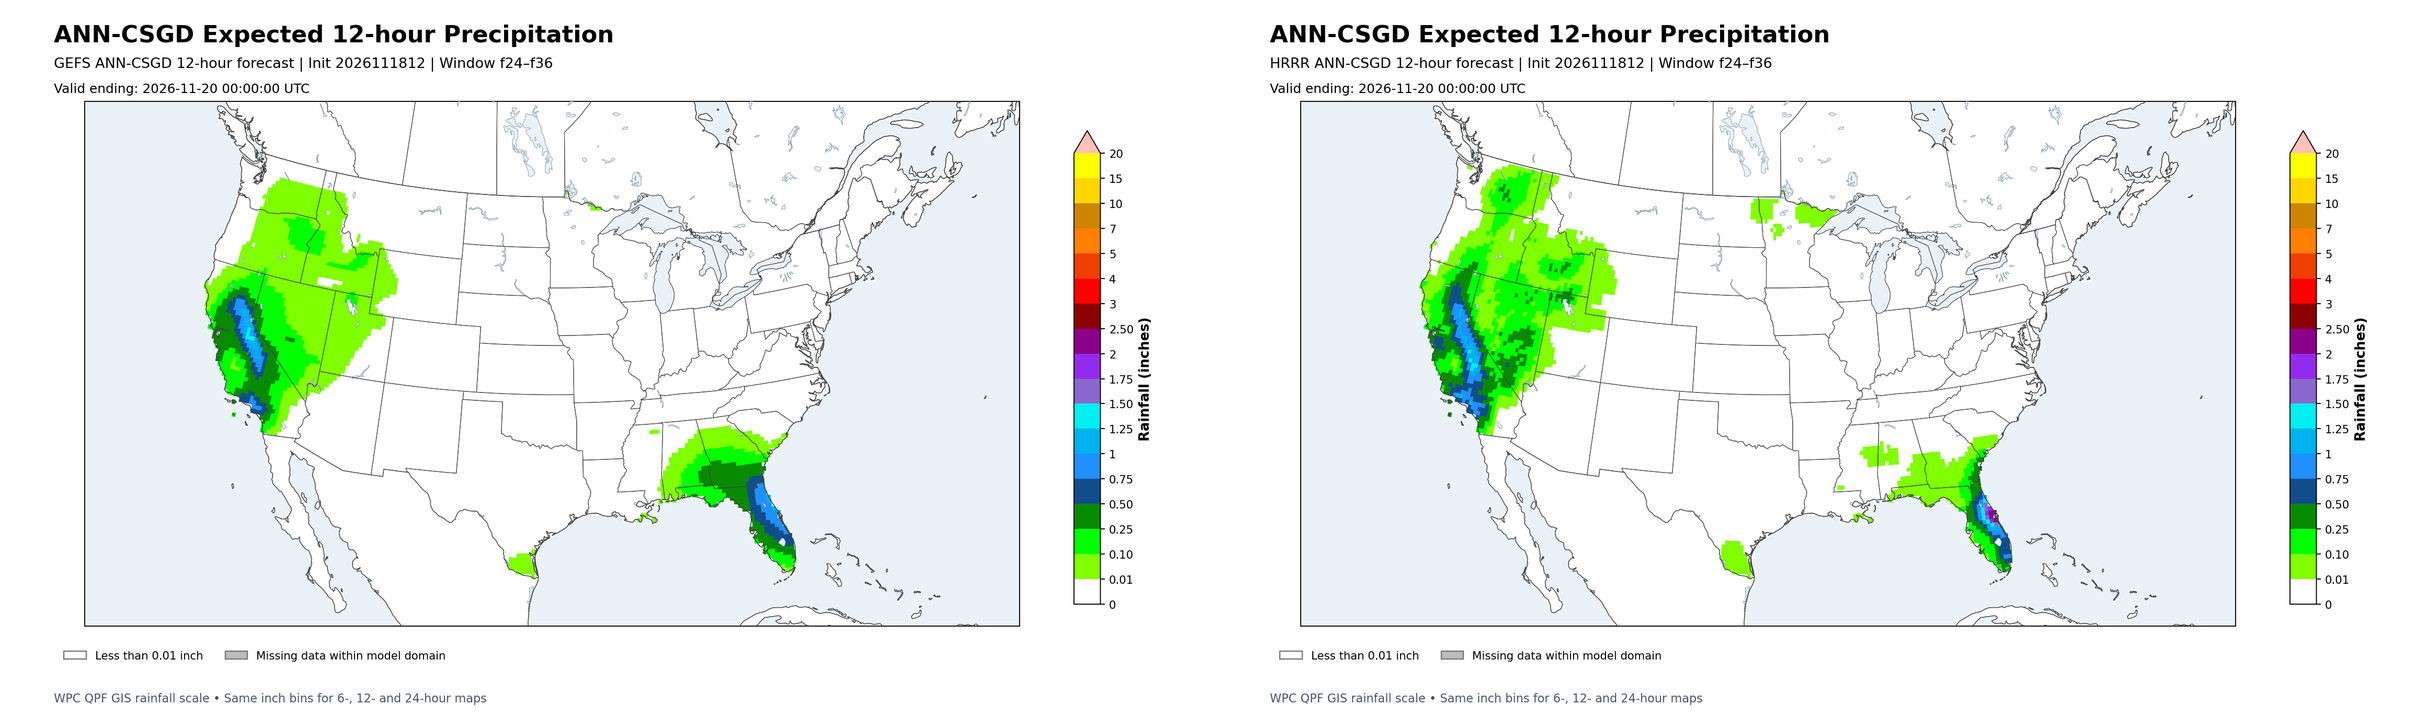 ANN-CSGD Expected 12-hour Precipitation
GEFS ANN-CSGD 12-hour forecast | Init 2026111812 | Window f24–f36
Valid ending: 2026-11-20 00:00:00 UTC
20
15
10
7
5
4
3
2.50
2
1.75
1.50
1.25
1
0.75
0.50
0.25
0.10
0.01
0
Rainfall (inches)
Less than 0.01 inch
Missing data within model domain
WPC QPF GIS rainfall scale • Same inch bins for 6-, 12- and 24-hour maps
ANN-CSGD Expected 12-hour Precipitation
HRRR ANN-CSGD 12-hour forecast | Init 2026111812 | Window f24–f36
Valid ending: 2026-11-20 00:00:00 UTC
20
15
10
7
5
4
3
2.50
2
1.75
1.50
1.25
1
0.75
0.50
0.25
0.10
0.01
0
Rainfall (inches)
Less than 0.01 inch
Missing data within model domain
WPC QPF GIS rainfall scale • Same inch bins for 6-, 12- and 24-hour maps